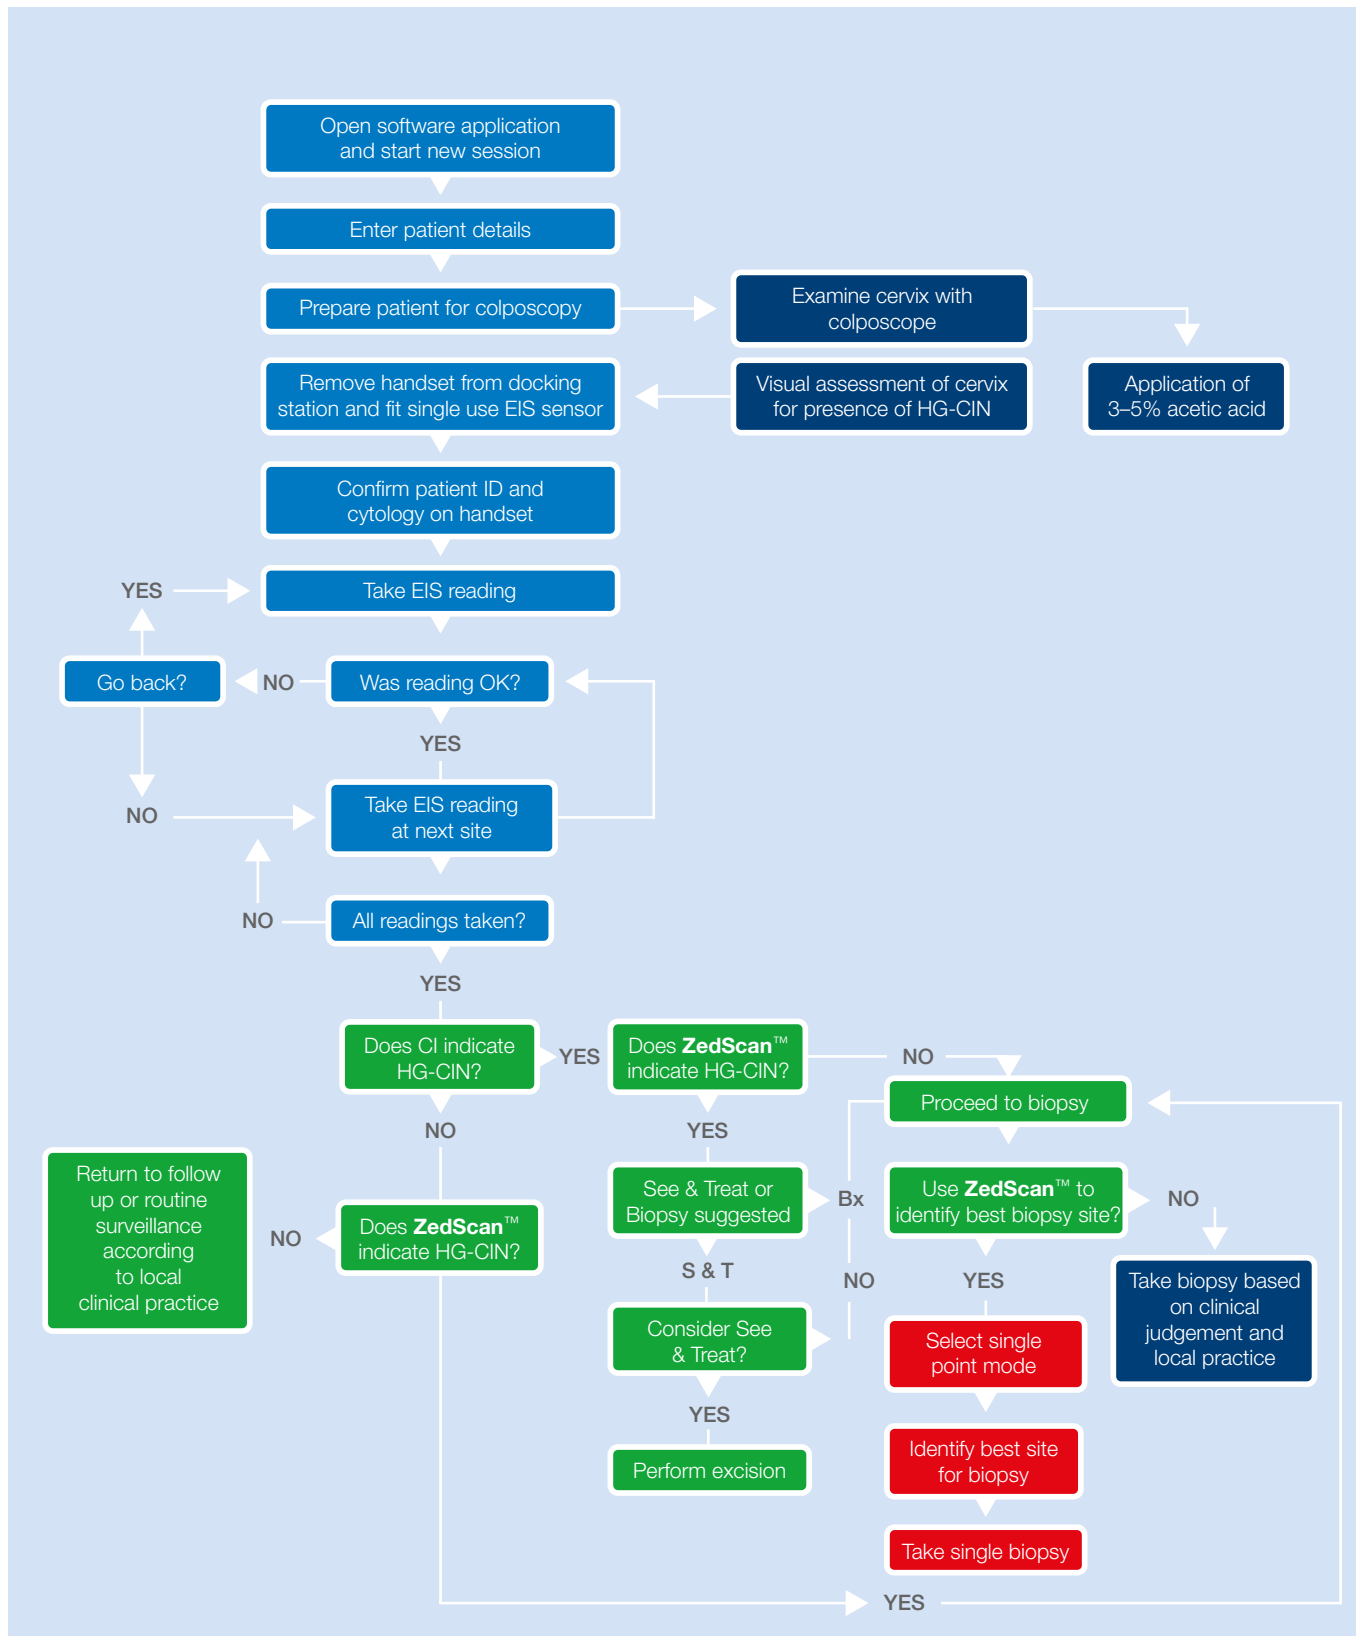 Open software application
and start new session
Enter patient details
Prepare patient for colposcopy
Examine cervix with
colposcope
Remove handset from docking
station and fit single use EIS sensor
Visual assessment of cervix
for presence of HG-CIN
Application of
3–5% acetic acid
Confirm patient ID and
cytology on handset
YES
Take EIS reading
Go back?
NO
Was reading OK?
YES
NO
Take EIS reading
at next site
NO
All readings taken?
YES
Does CI indicate
HG-CIN?
YES
Does ZedScan™
indicate HG-CIN?
NO
Proceed to biopsy
NO
YES
Return to follow
up or routine
surveillance
according
to local
clinical practice
NO
Does ZedScan™
indicate HG-CIN?
See & Treat or
Biopsy suggested
Bx
Use ZedScan™ to
identify best biopsy site?
NO
S & T
NO
YES
Take biopsy based
on clinical
judgement and
local practice
Consider See
& Treat?
Select single
point mode
YES
Perform excision
Identify best site
for biopsy
Take single biopsy
YES